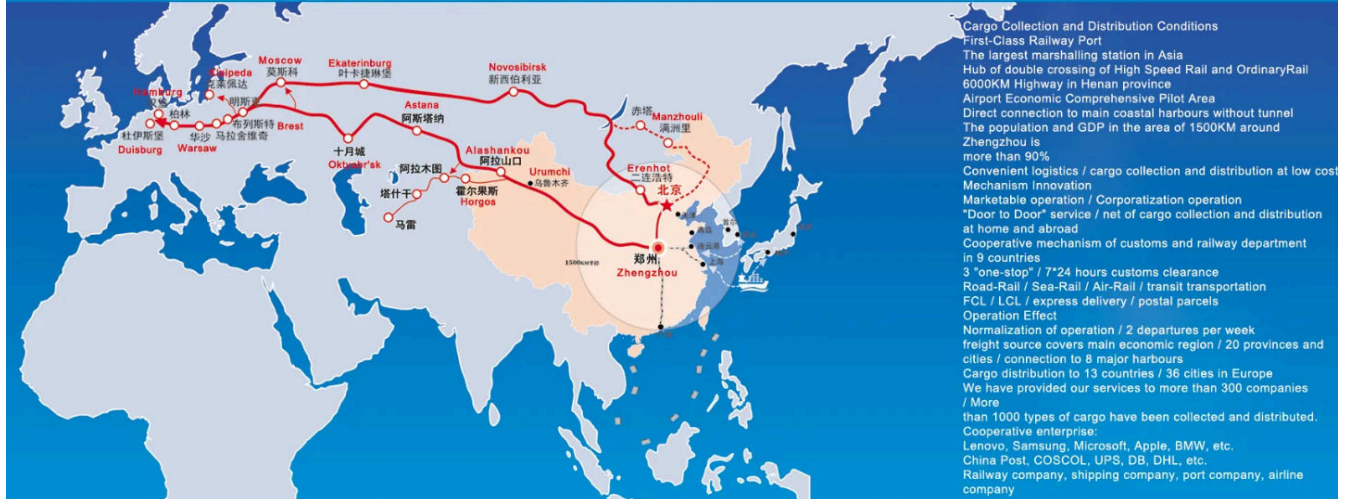 Moscow
莫斯科
Ekaterinburg
叶卡捷琳堡
Novosibirsk
新西伯利亚
克莱佩达
Hamburg
柏林
明斯克
杜伊斯堡
Duisburg
华沙
Warsaw
布列斯特
马拉舍维奇
Brest
Astana
阿斯塔纳
十月城
赤塔
Manzhouli
满洲里
Alashankou
阿拉山口
阿拉木图
Urumchi
乌鲁木齐
Erenhot
二连浩特
北京
塔什干
霍尔果斯
Horgos
马雷
郑州
Zhengzhou
Cargo Collection and Distribution Conditions
First-Class Railway Port
The largest marshalling station in Asia
Hub of double crossing of High Speed Rail and OrdinaryRail
6000KM Highway in Henan province
Airport Economic Comprehensive Pilot Area
Direct connection to main coastal harbours without tunnel
The population and GDP in the area of 1500KM around
Zhengzhou is
more than 90%
Convenient logistics / cargo collection and distribution at low cost
Mechanism Innovation
Marketable operation / Corporatization operation
"Door to Door" service / net of cargo collection and distribution
at home and abroad
Cooperative mechanism of customs and railway department
in 9 countries
3 "one-stop" / 7*24 hours customs clearance
Road-Rail / Sea-Rail / Air-Rail / transit transportation
FCL / LCL / express delivery / postal parcels
Operation Effect
Normalization of operation / 2 departures per week
freight source covers main economic region / 20 provinces and
cities / connection to 8 major harbours
Cargo distribution to 13 countries / 36 cities in Europe
We have provided our services to more than 300 companies
/ More
than 1000 types of cargo have been collected and distributed.
Cooperative enterprise:
Lenovo, Samsung, Microsoft, Apple, BMW, etc.
China Post, COSCOL, UPS, DB, DHL, etc.
Railway company, shipping company, port company, airline
company